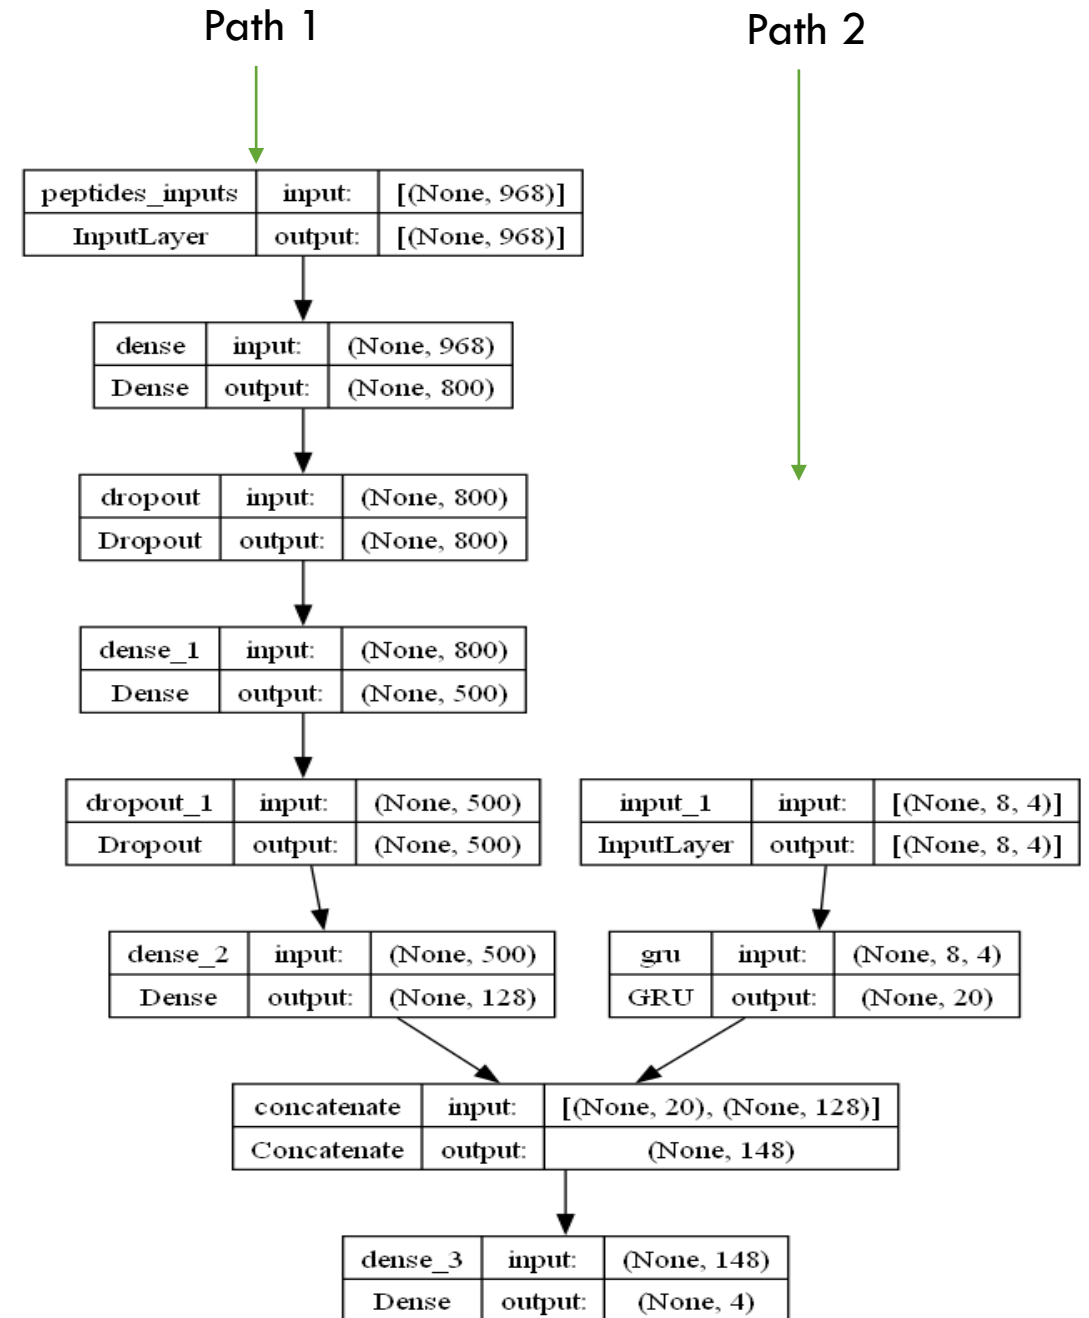 Path 1
Path 2
peptides_inputs input: [(None, 968)]
InputLayer output: [(None, 968)]
dense input: (None, 968)
Dense output: (None, 800)
dropout input: (None, 800)
Dropout output: (None, 800)
dense_1 input: (None, 800)
Dense output: (None, 500)
dropout_1 input: (None, 500)
Dropout output: (None, 500)
input_1 input: [(None, 8, 4)]
InputLayer output: [(None, 8, 4)]
dense_2 input: (None, 500)
Dense output: (None, 128)
gru input: (None, 8, 4)
GRU output: (None, 20)
concatenate input: [(None, 20), (None, 128)]
Concatenate output: (None, 148)
dense_3 input: (None, 148)
Dense output: (None, 4)